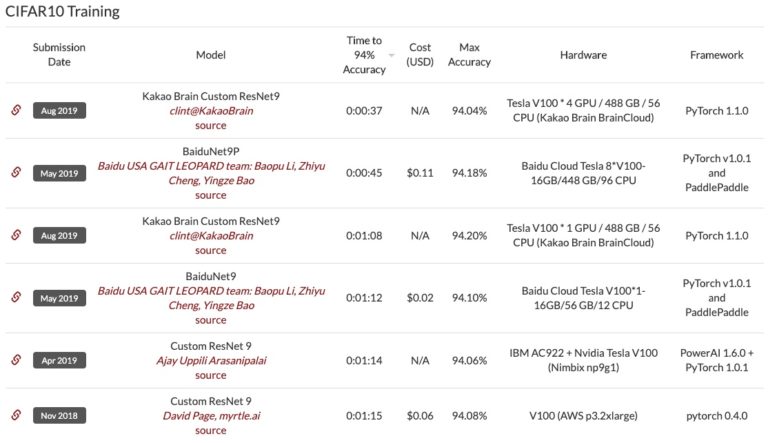 CIFAR10 Training
Submission
Date
Model
Time to
94%
Accuracy
Cost
(USD)
Max
Accuracy
Hardware
Framework
Aug 2019
Kakao Brain Custom ResNet9
clint@KakaoBrain
source
0:00:37
N/A
94.04%
Tesla V100 * 4 GPU / 488 GB / 56
CPU (Kakao Brain BrainCloud)
PyTorch 1.1.0
May 2019
BaiduNet9P
Baidu USA GAIT LEOPARD team: Baopu Li, Zhiyu
Cheng, Yingze Bao
source
0:00:45
$0.11
94.18%
Baidu Cloud Tesla 8*V100-
16GB/448 GB/96 CPU
PyTorch v1.0.1
and
PaddlePaddle
Aug 2019
Kakao Brain Custom ResNet9
clint@KakaoBrain
source
0:01:08
N/A
94.20%
Tesla V100 * 1 GPU / 488 GB / 56
CPU (Kakao Brain BrainCloud)
PyTorch 1.1.0
May 2019
BaiduNet9
Baidu USA GAIT LEOPARD team: Baopu Li, Zhiyu
Cheng, Yingze Bao
source
0:01:12
$0.02
94.10%
Baidu Cloud Tesla V100*1-
16GB/56 GB/12 CPU
PyTorch v1.0.1
and
PaddlePaddle
Apr 2019
Custom ResNet 9
Ajay Uppili Arasanipalai
source
0:01:14
N/A
94.06%
IBM AC922 + Nvidia Tesla V100
(Nimbix np9g1)
PowerAI 1.6.0 +
PyTorch 1.0.1
Nov 2018
Custom ResNet 9
David Page, myrtle.ai
source
0:01:15
$0.06
94.08%
V100 (AWS p3.2xlarge)
pytorch 0.4.0